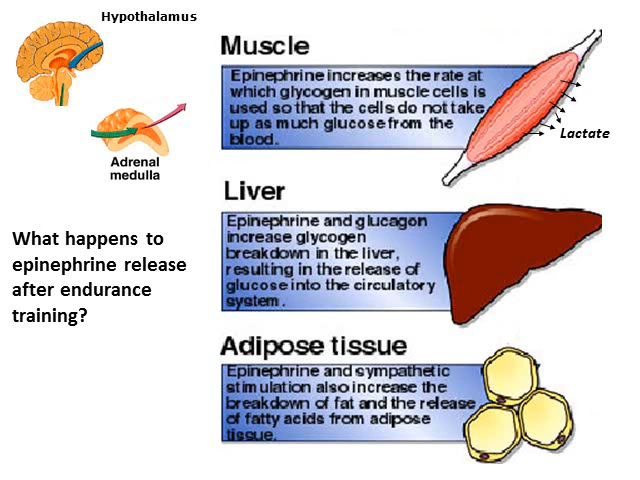 Hypothalamus
Adrenal
medulla
What happens to
epinephrine release
after endurance
training?
Muscle
Epinephrine increases the rate at
which glycogen in muscle cells is
used so that the cells do not take
up as much glucose from the
blood.
Lactate
Liver
Epinephrine and glucagon
increase glycogen
breakdown in the liver,
resulting in the release of
glucose into the circulatory
system.
Adipose tissue
Epinephrine and sympathetic
stimulation also increase the
breakdown of fat and the release
of fatty acids from adipose
tissue.